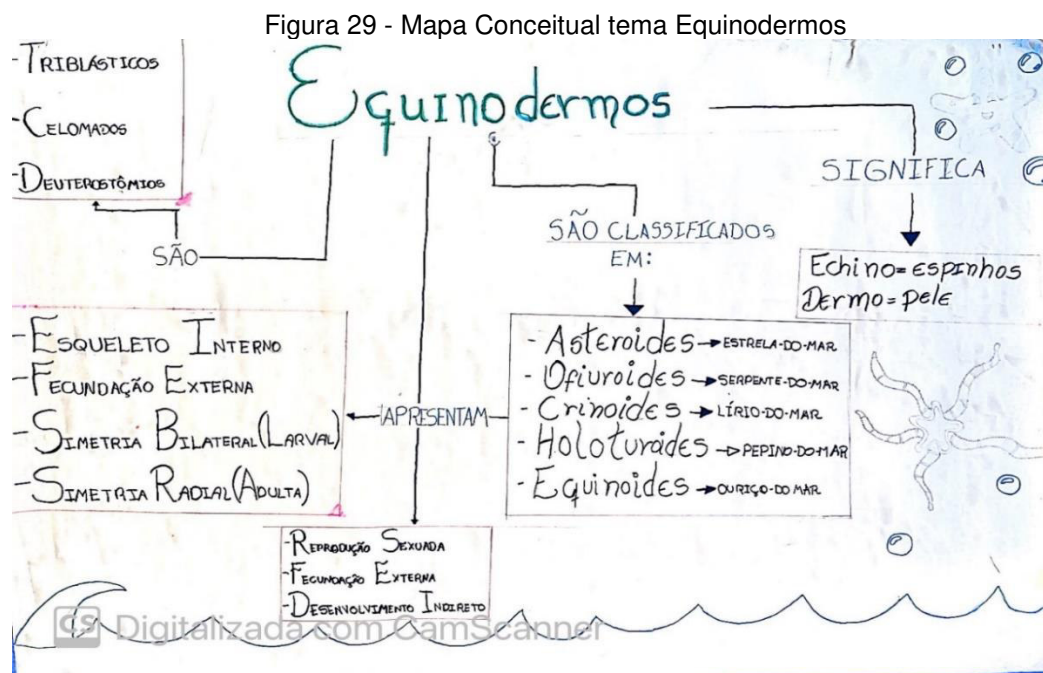 Figura 29 - Mapa Conceitual tema Equinodermos
-TRIBLÁSTICOS
-CELOMADOS
-DEUTEROSTÔMIOS
Equinodermos
SÃO
SÃO CLASSIFICADOS
EM:
SIGNIFICA
Echino=Espinhos
Dermo=pele
-ESQUELETO INTERNO
-FECUNDAÇÃO EXTERNA
-SIMETRIA BILATERAL(LARVAL)
-SIMETRIA RADIAL(ADULTA)
APRESENTAM
- Asteroides→ESTRELA-DO-MAR
- Ofiuroides→SERPENTE-DO-MAR
- Crinoides→LÍRIO-DO-MAR
- Holoturoides→PEPINO-DO-MAR
- Equinoides→OURIÇO-DO MAR
-REPRODUÇÃO SEXUADA
-FECUNDAÇÃO EXTERNA
-DESENVOLVIMENTO INDIRETO
CS Digitalizada com CamScanner